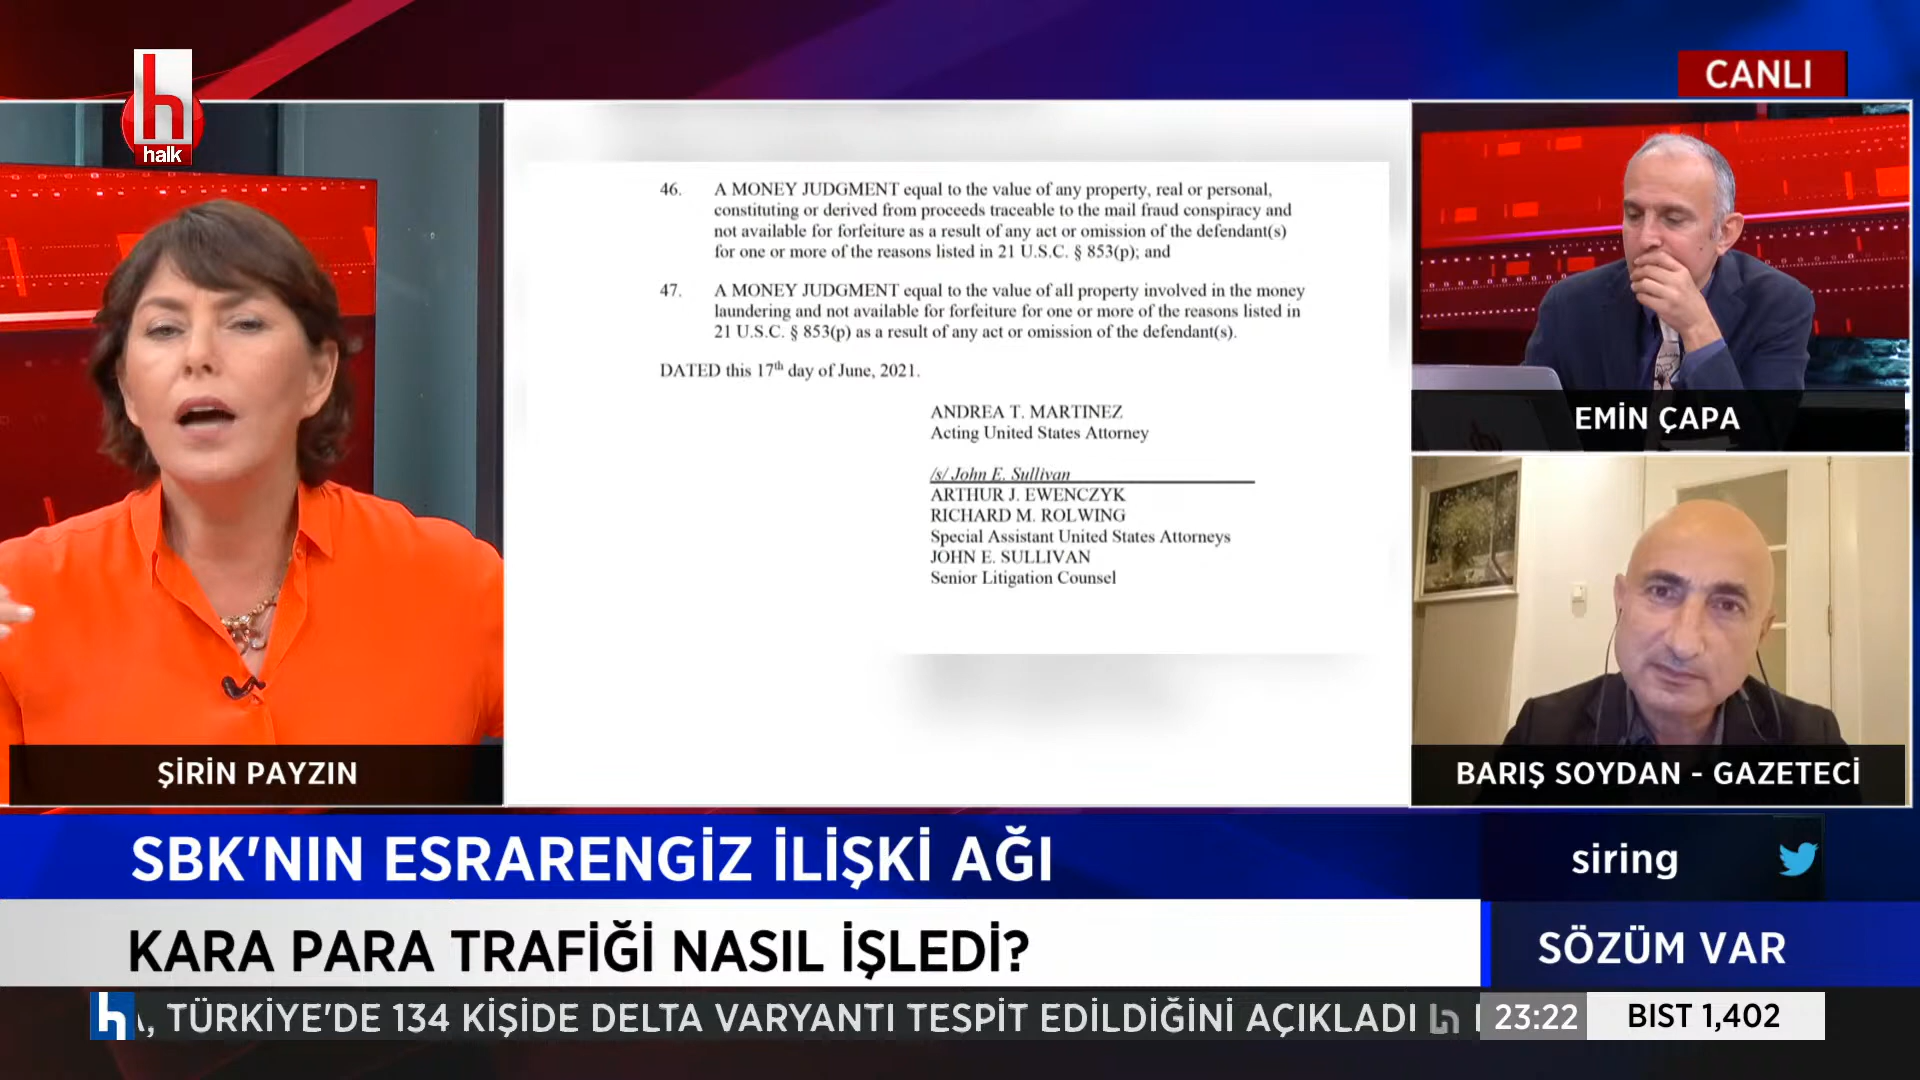 h
halk
CANLI
46. A MONEY JUDGMENT equal to the value of any property, real or personal,
constituting or derived from proceeds traceable to the mail fraud conspiracy and
not available for forfeiture as a result of any act or omission of the defendant(s)
for one or more of the reasons listed in 21 U.S.C. § 853(p); and
47. A MONEY JUDGMENT equal to the value of all property involved in the money
laundering and not available for forfeiture for one or more of the reasons listed in
21 U.S.C. § 853(p) as a result of any act or omission of the defendant(s).
DATED this 17th day of June, 2021.
ANDREA T. MARTINEZ
Acting United States Attorney
/s/ John E. Sullivan
ARTHUR J. EWENCZYK
RICHARD M. ROLWING
Special Assistant United States Attorneys
JOHN E. SULLIVAN
Senior Litigation Counsel
EMİN ÇAPA
ŞİRİN PAYZIN
BARIŞ SOYDAN - GAZETECİ
SBK'NIN ESRARENGİZ İLİŞKİ AĞI
siring
KARA PARA TRAFİĞİ NASIL İŞLEDİ?
SÖZÜM VAR
h , TÜRKİYE'DE 134 KİŞİDE DELTA VARYANTI TESPİT EDİLDİĞİNİ AÇIKLADI h
23:22
BIST 1,402